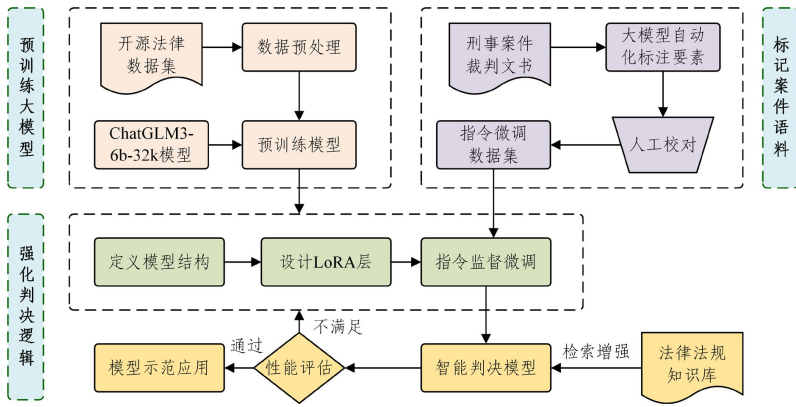 预训练大模型
开源法律
数据集
数据预处理
ChatGLM3-
6b-32k模型
预训练模型
刑事案件
裁判文书
大模型自动
化标注要素
指令微调
数据集
人工校对
标记案件语料
强化判决逻辑
定义模型结构
设计LoRA层
指令监督微调
不满足
通过
检索增强
模型示范应用
性能评估
智能判决模型
法律法规
知识库